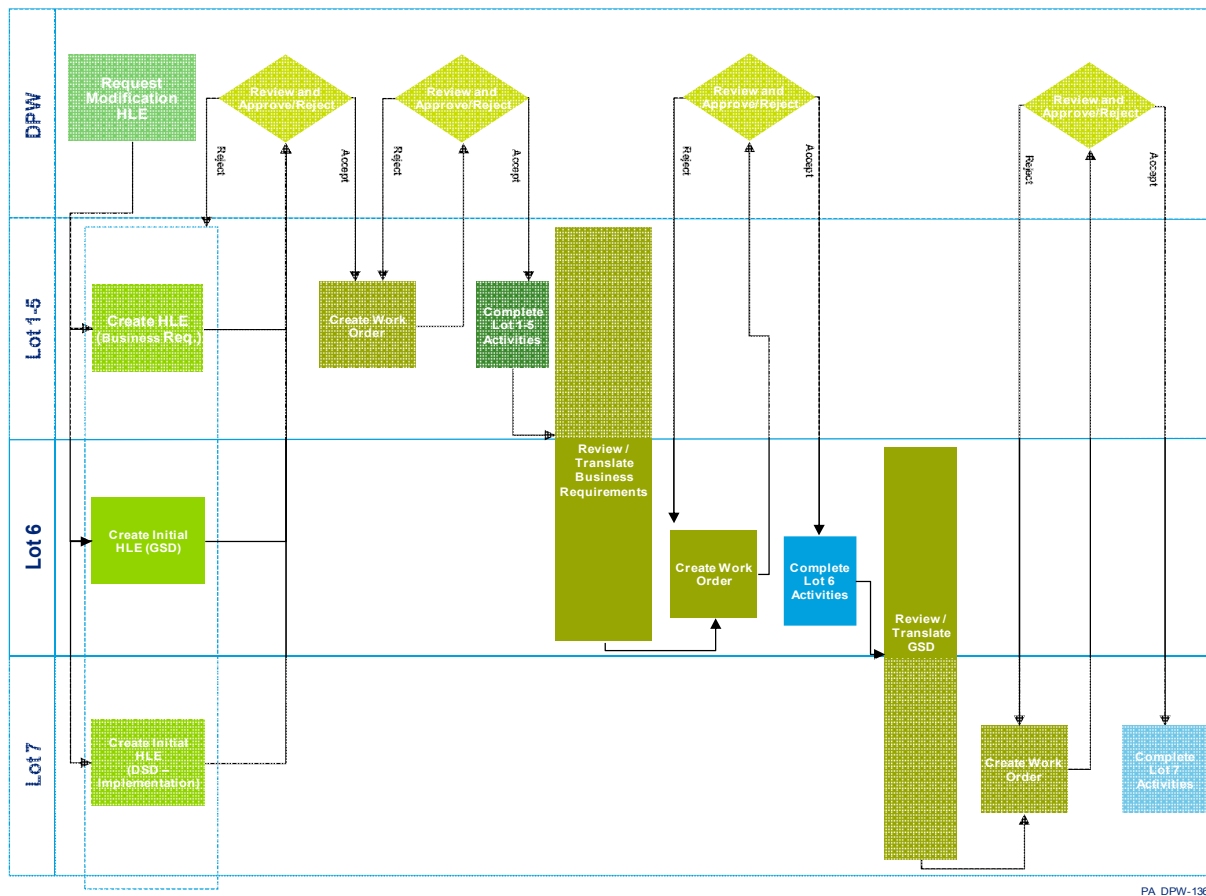 DPW
Request
Modification
HLE
Review and
Approve/Reject
Review and
Approve/Reject
Review and
Approve/Reject
Review and
Approve/Reject
Reject
Accept
Reject
Accept
Reject
Accept
Reject
Accept
Lot 1-5
Create HLE
(Business Req.)
Create Work
Order
Complete
Lot 1-5
Activities
Review /
Translate
Business
Requirements
Lot 6
Create Initial
HLE (GSD)
Create Work
Order
Complete
Lot 6
Activities
Review /
Translate
GSD
Lot 7
Create Initial
HLE
(DSD –
Implementation)
Create Work
Order
Complete
Lot 7
Activities
PA_DPW-136